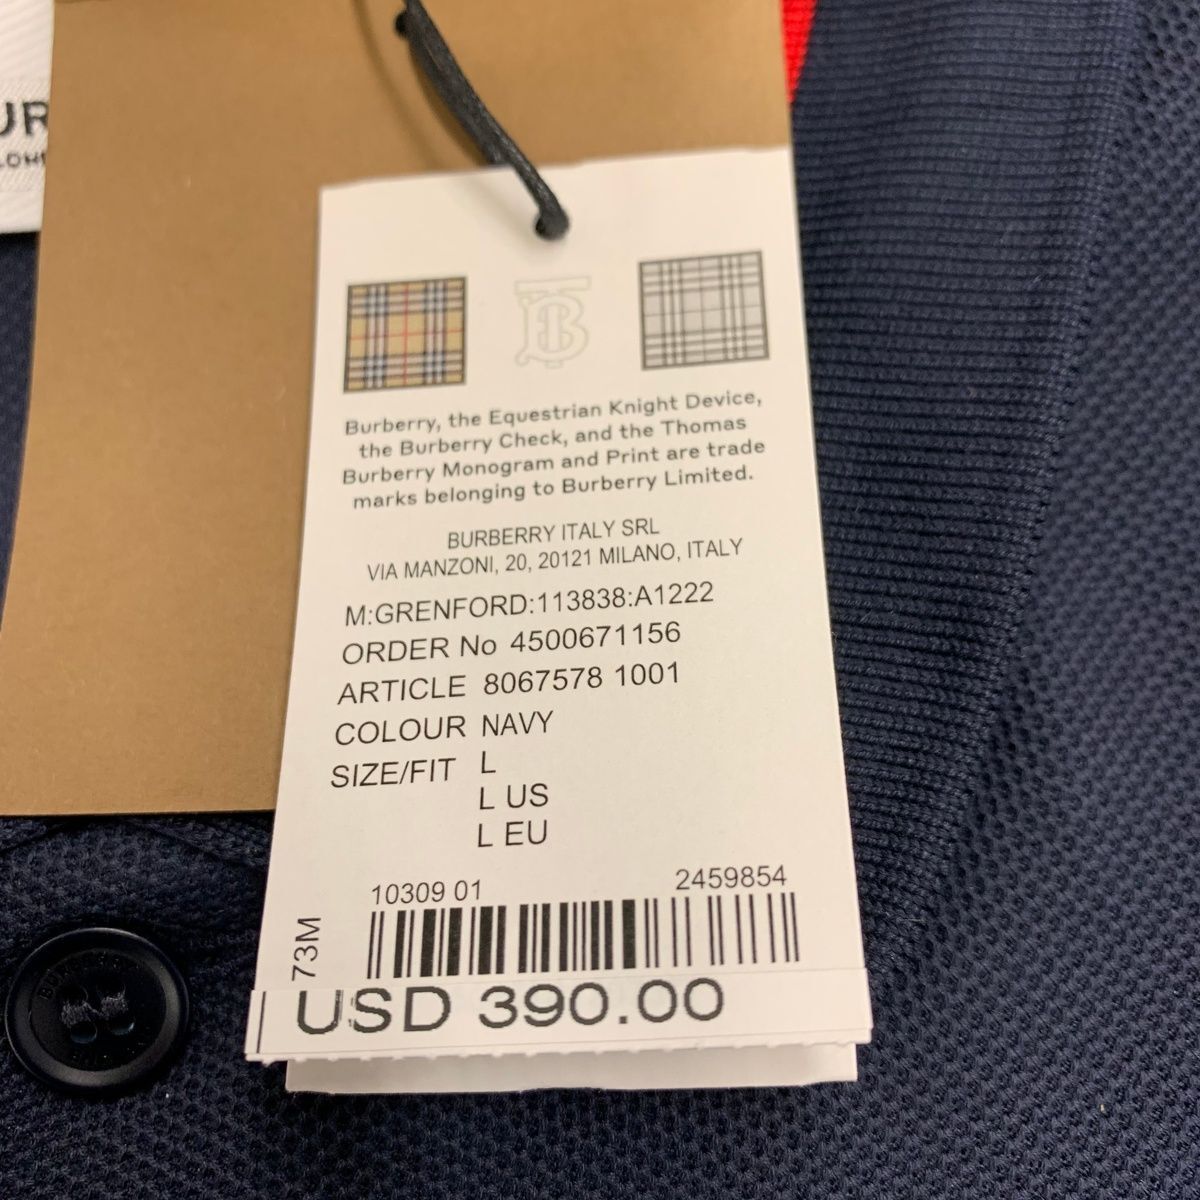 UR
LON
Burberry, the Equestrian Knight Device,
the Burberry Check, and the Thomas
Burberry Monogram and Print are trade
marks belonging to Burberry Limited.
BURBERRY ITALY SRL
VIA MANZONI, 20, 20121 MILANO, ITALY
M:GRENFORD:113838:A1222
ORDER No 4500671156
ARTICLE 8067578 1001
COLOUR NAVY
SIZE/FIT L
L US
L EU
10309 01 2459854
73M
USD 390.00